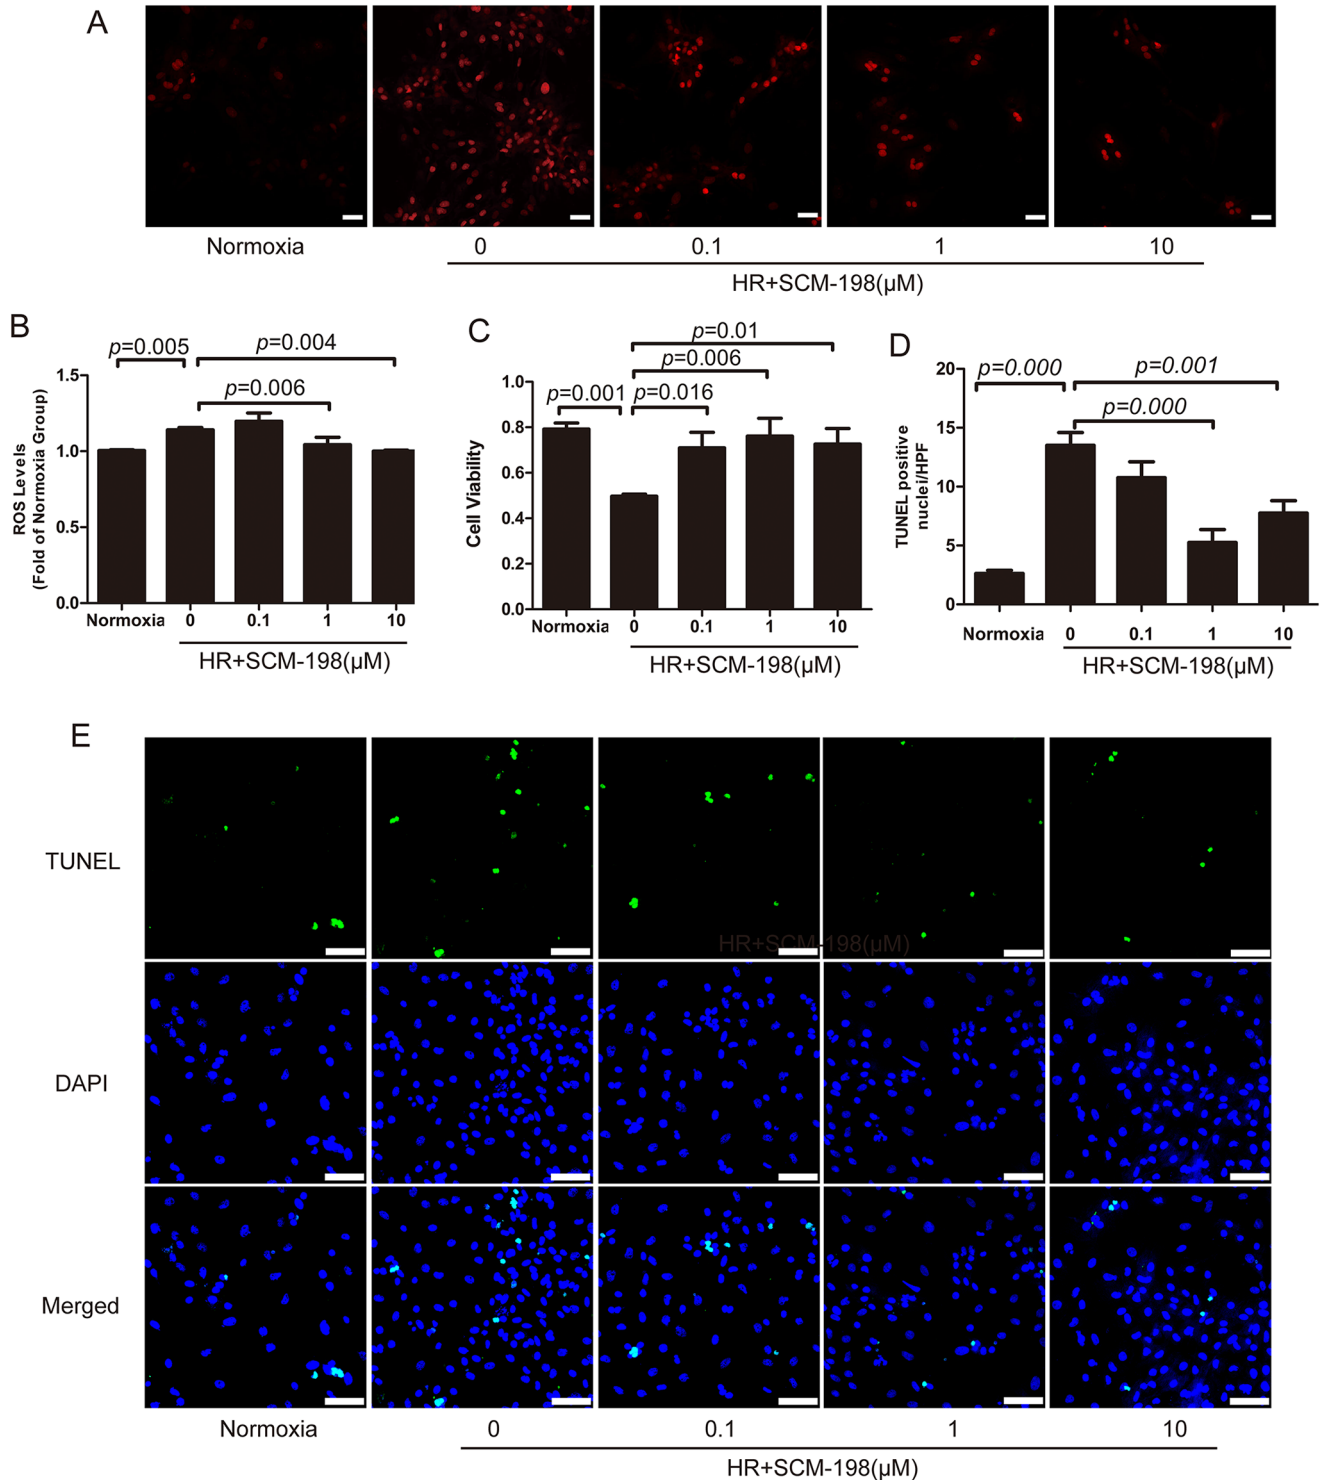 A
Normoxia
0
0.1
1
10
HR+SCM-198(μM)
B
p=0.005
p=0.004
p=0.006
ROS Levels
(Fold of Normoxia Group)
1.5
1.0
0.5
0.0
Normoxia 0 0.1 1 10
HR+SCM-198(μM)
C
p=0.01
p=0.006
p=0.001 p=0.016
Cell Viability
1.0
0.8
0.6
0.4
0.2
0.0
Normoxia 0 0.1 1 10
HR+SCM-198(μM)
D
p=0.000
p=0.001
p=0.000
TUNEL positive
nuclei/HPF
20
15
10
5
0
Normoxia 0 0.1 1 10
HR+SCM-198(μM)
E
TUNEL
HR+SCM-198(μM)
DAPI
Merged
Normoxia
0
0.1
1
10
HR+SCM-198(μM)